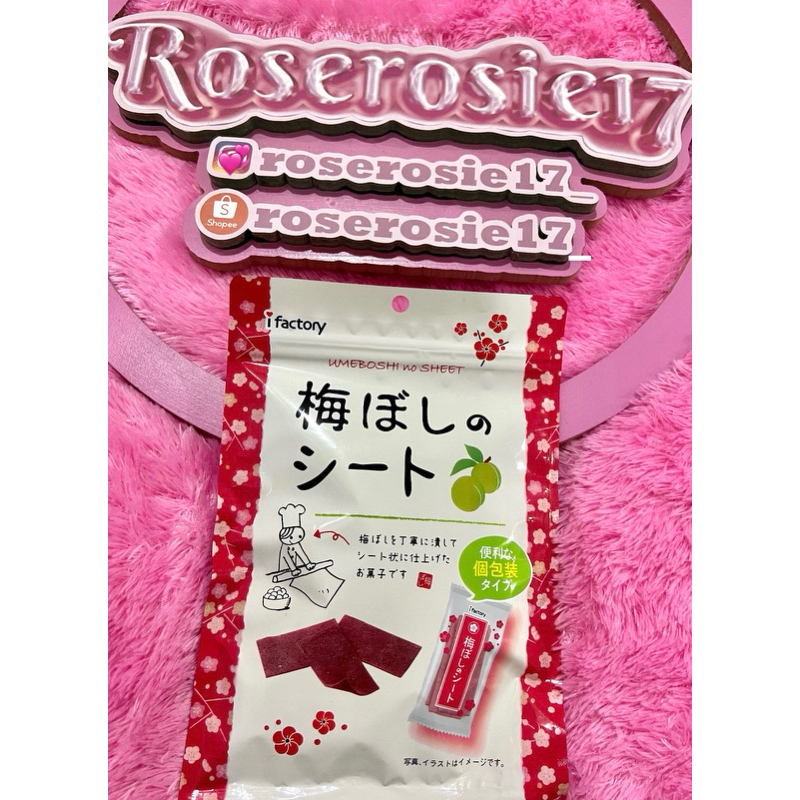 Roserosie17
roserosie17_
Shopee
roserosie17_
i factory
UMEBOSHI no SHEET
梅ぼしの
シート
梅ぼしを丁寧に潰して
シート状に仕上げた
お菓子です
便利な
個包装
タイプ
i factory
梅ぼしのシート
写真、イラストはイメージです。